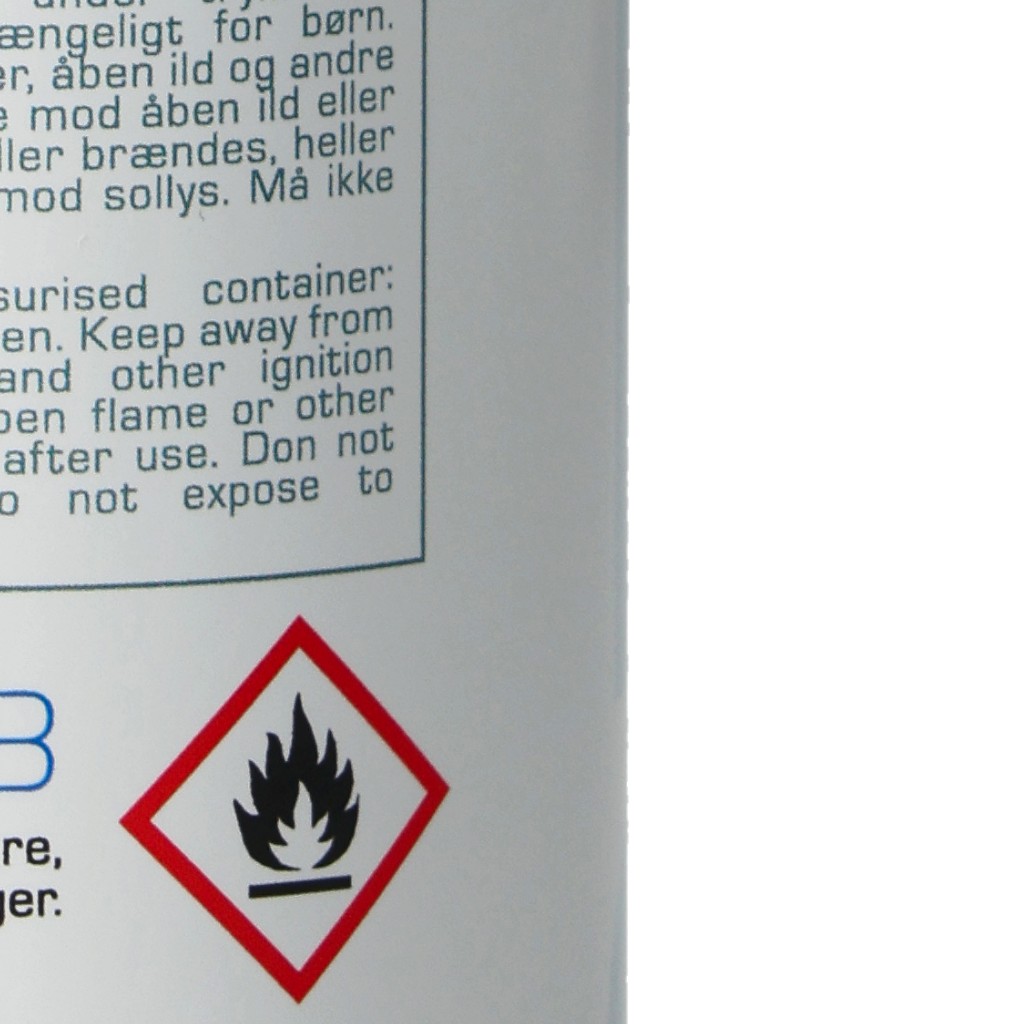 ængeligt for børn.
er, åben ild og andre
e mod åben ild eller
ller brændes, heller
mod sollys. Må ikke
surised container:
en. Keep away from
and other ignition
pen flame or other
after use. Don not
o not expose to
B
re,
ger.